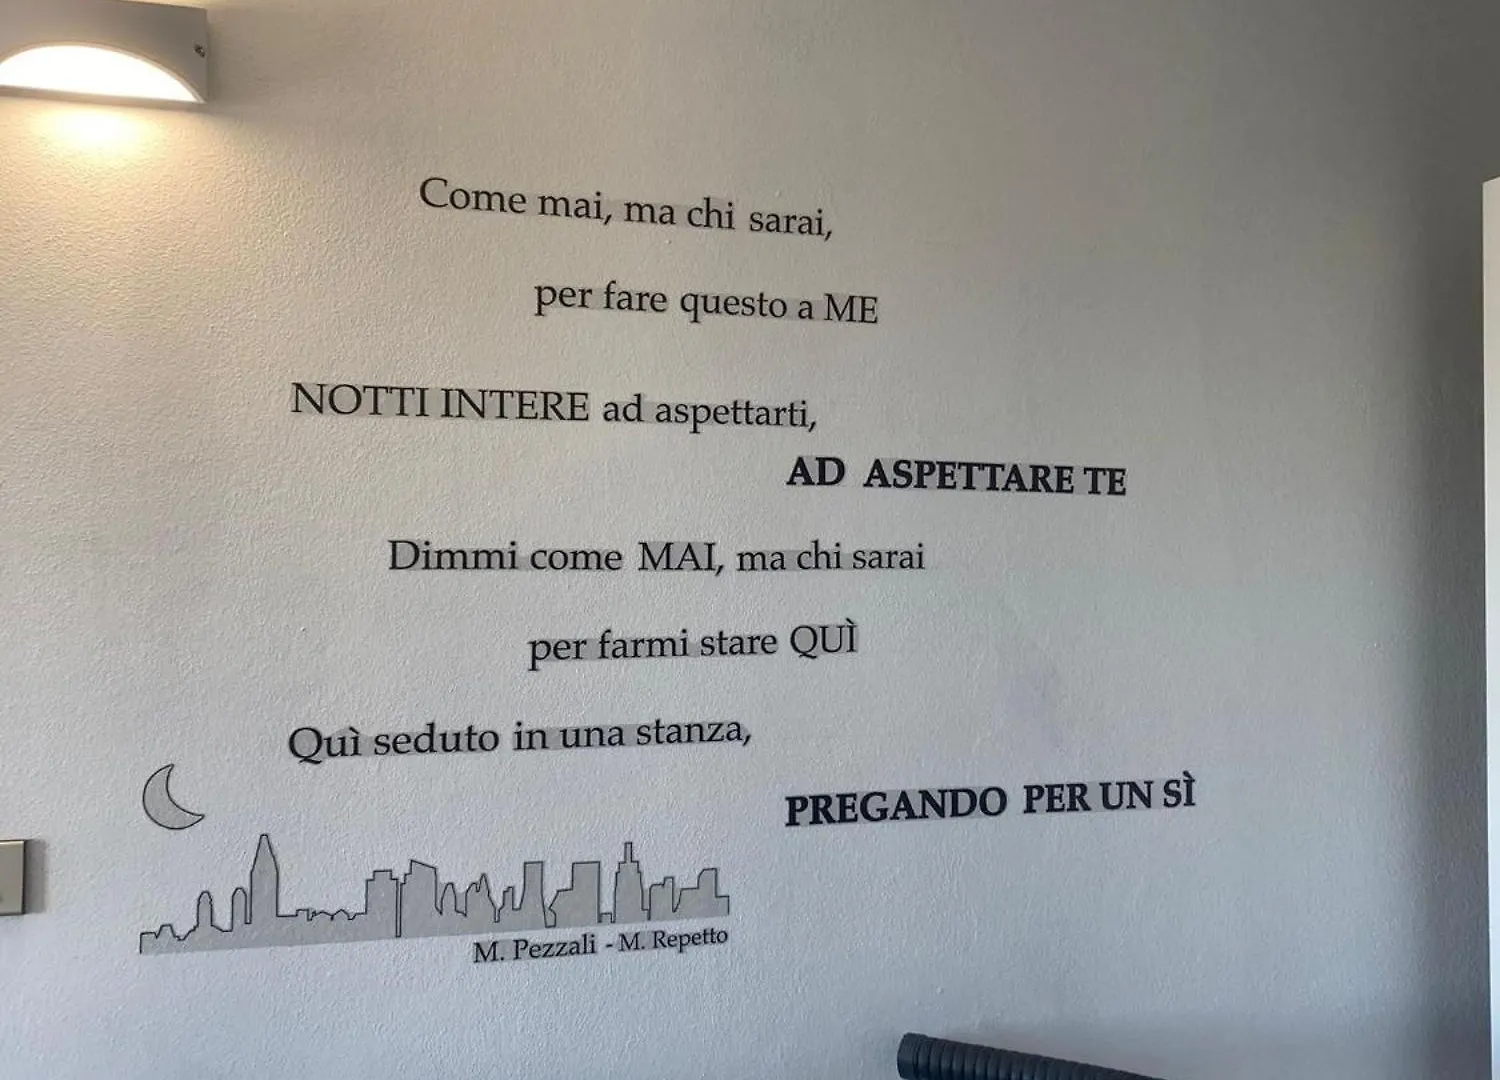 Come mai, ma chi sarai,
per fare questo a ME
NOTTI INTERE ad aspettarti,
AD ASPETTARE TE
Dimmi come MAI, ma chi sarai
per farmi stare QUÌ
Quì seduto in una stanza,
PREGANDO PER UN SÌ
M. Pezzali - M. Repetto